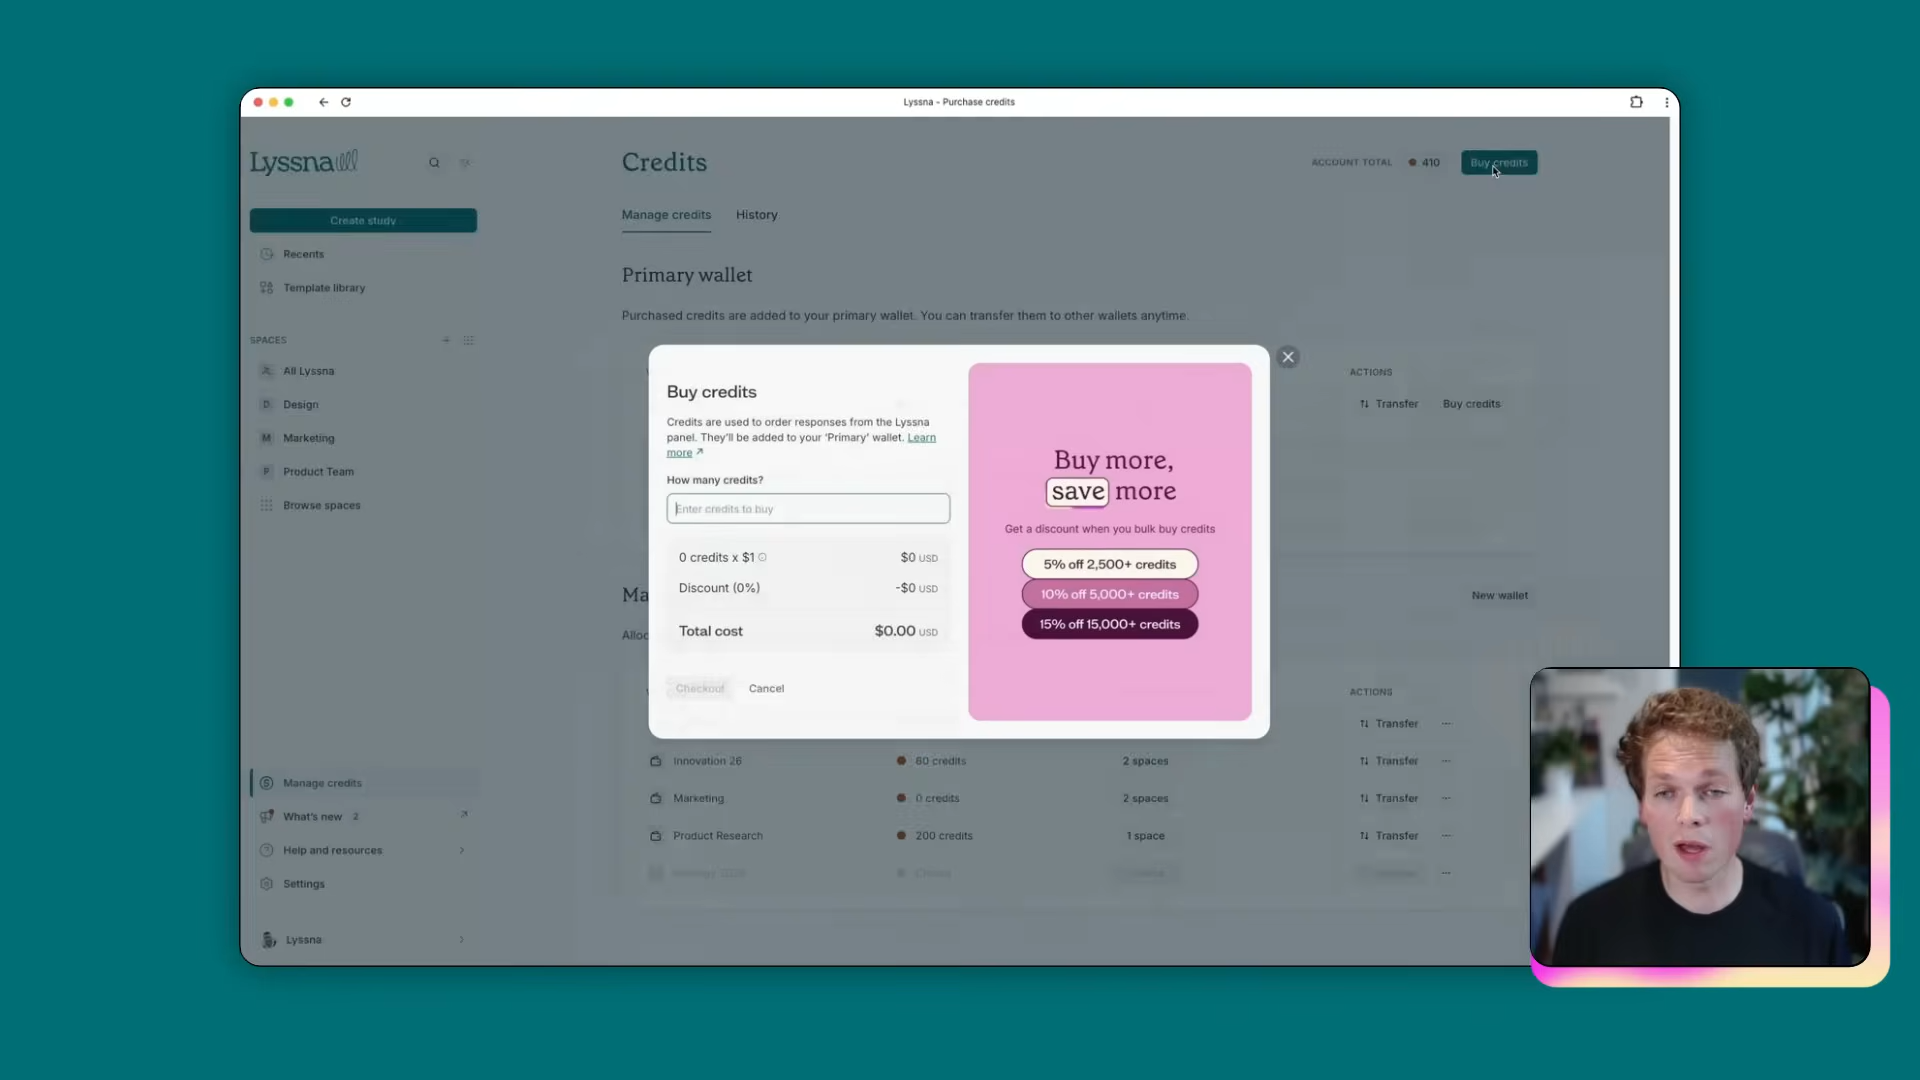 Lyssna - Purchase credits
Lyssna
Create study
Recents
Template library
SPACES
All Lyssna
D
Design
M
Marketing
P
Product Team
Browse spaces
Manage credits
What's new 2
Help and resources
Settings
Lyssna
Credits
ACCOUNT TOTAL 410
Buy credits
Manage credits
History
Primary wallet
Purchased credits are added to your primary wallet. You can transfer them to other wallets anytime.
ACTIONS
Transfer
Buy credits
Ma
New wallet
Alloc
ACTIONS
Transfer
Innovation 26
60 credits
2 spaces
Transfer
Marketing
0 credits
2 spaces
Transfer
Product Research
200 credits
1 space
Transfer
Buy credits
Credits are used to order responses from the Lyssna
panel. They'll be added to your 'Primary' wallet. Learn
more ↗
How many credits?
Enter credits to buy
0 credits x $1
$0 USD
Discount (0%)
-$0 USD
Total cost
$0.00 USD
Checkout
Cancel
Buy more,
save more
Get a discount when you bulk buy credits
5% off 2,500+ credits
10% off 5,000+ credits
15% off 15,000+ credits